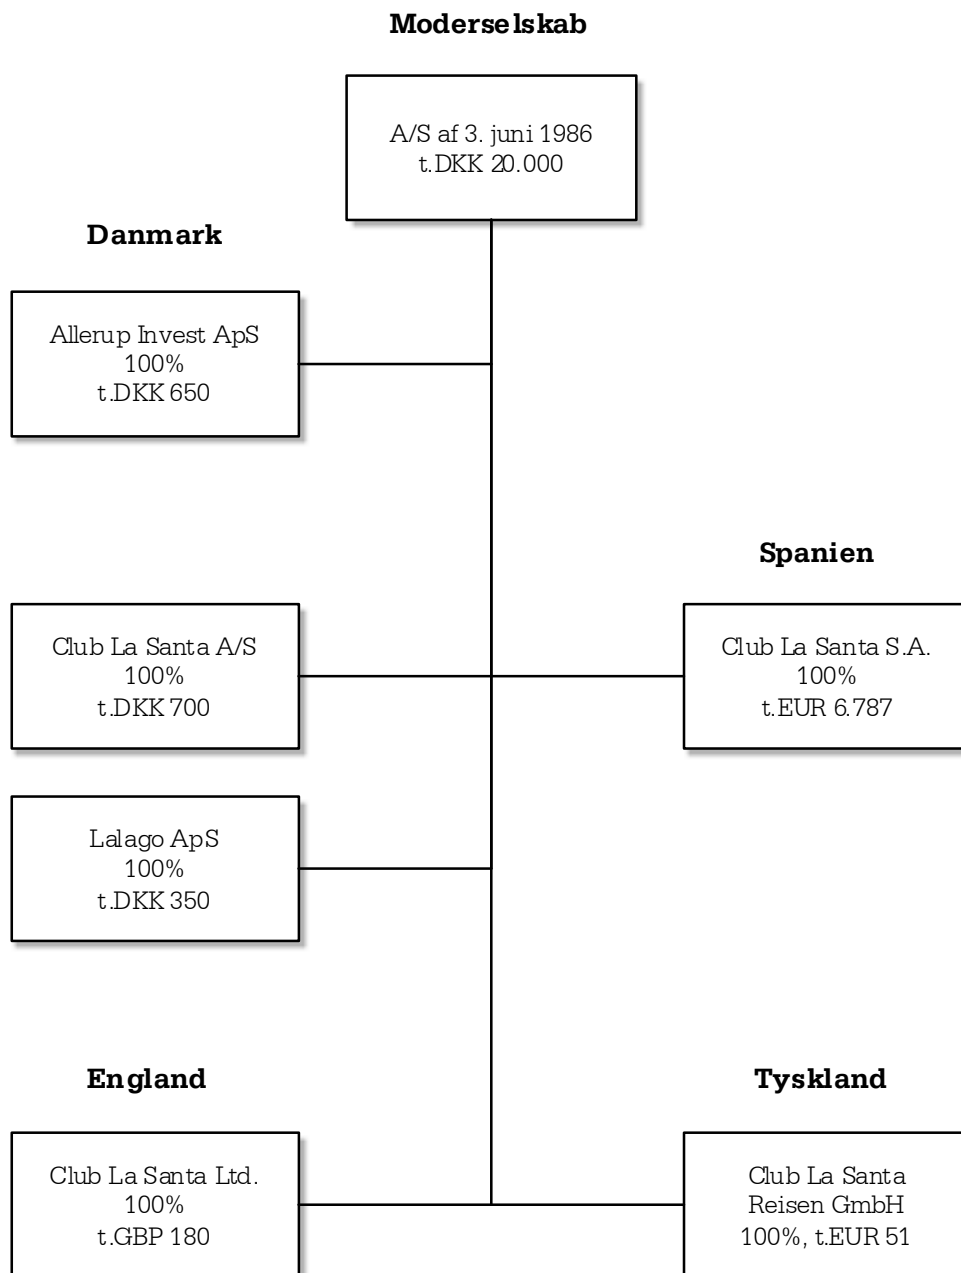 Moderselskab
A/S af 3. juni 1986
t.DKK 20.000
Danmark
Allerup Invest ApS
100%
t.DKK 650
Spanien
Club La Santa A/S
100%
t.DKK 700
Club La Santa S.A.
100%
t.EUR 6.787
Lalago ApS
100%
t.DKK 350
England
Tyskland
Club La Santa Ltd.
100%
t.GBP 180
Club La Santa
Reisen GmbH
100%, t.EUR 51